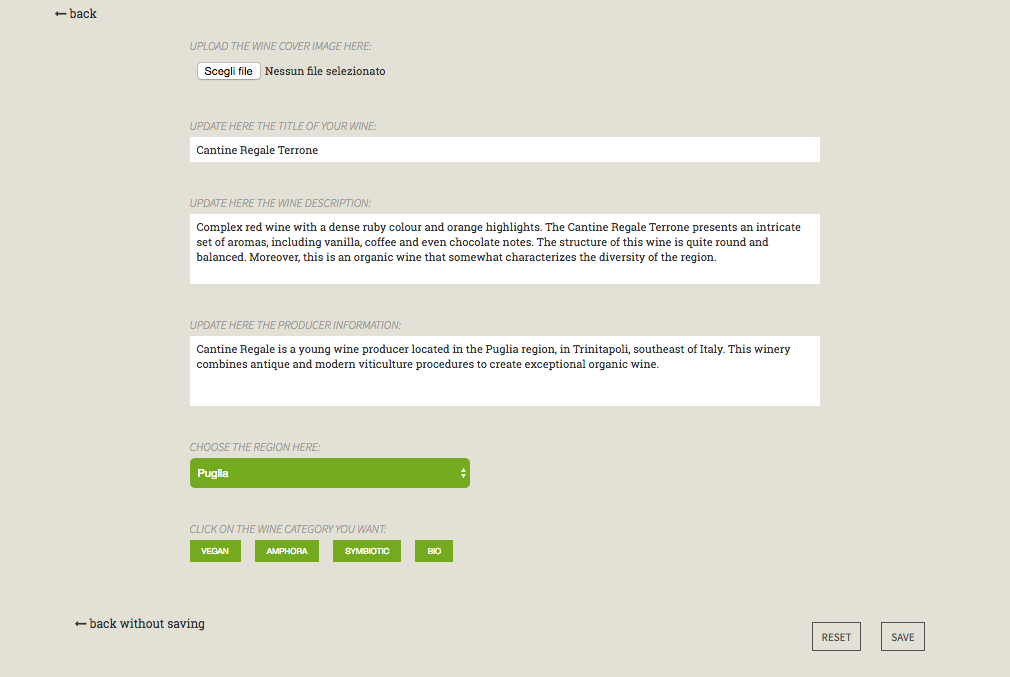 ← back
UPLOAD THE WINE COVER IMAGE HERE:
Scegli file Nessun file selezionato
UPDATE HERE THE TITLE OF YOUR WINE:
Cantine Regale Terrone
UPDATE HERE THE WINE DESCRIPTION:
Complex red wine with a dense ruby colour and orange highlights. The Cantine Regale Terrone presents an intricate
set of aromas, including vanilla, coffee and even chocolate notes. The structure of this wine is quite round and
balanced. Moreover, this is an organic wine that somewhat characterizes the diversity of the region.
UPDATE HERE THE PRODUCER INFORMATION:
Cantine Regale is a young wine producer located in the Puglia region, in Trinitapoli, southeast of Italy. This winery
combines antique and modern viticulture procedures to create exceptional organic wine.
CHOOSE THE REGION HERE:
Puglia
CLICK ON THE WINE CATEGORY YOU WANT:
VEGAN AMPHORA SYMBIOTIC BIO
← back without saving
RESET SAVE